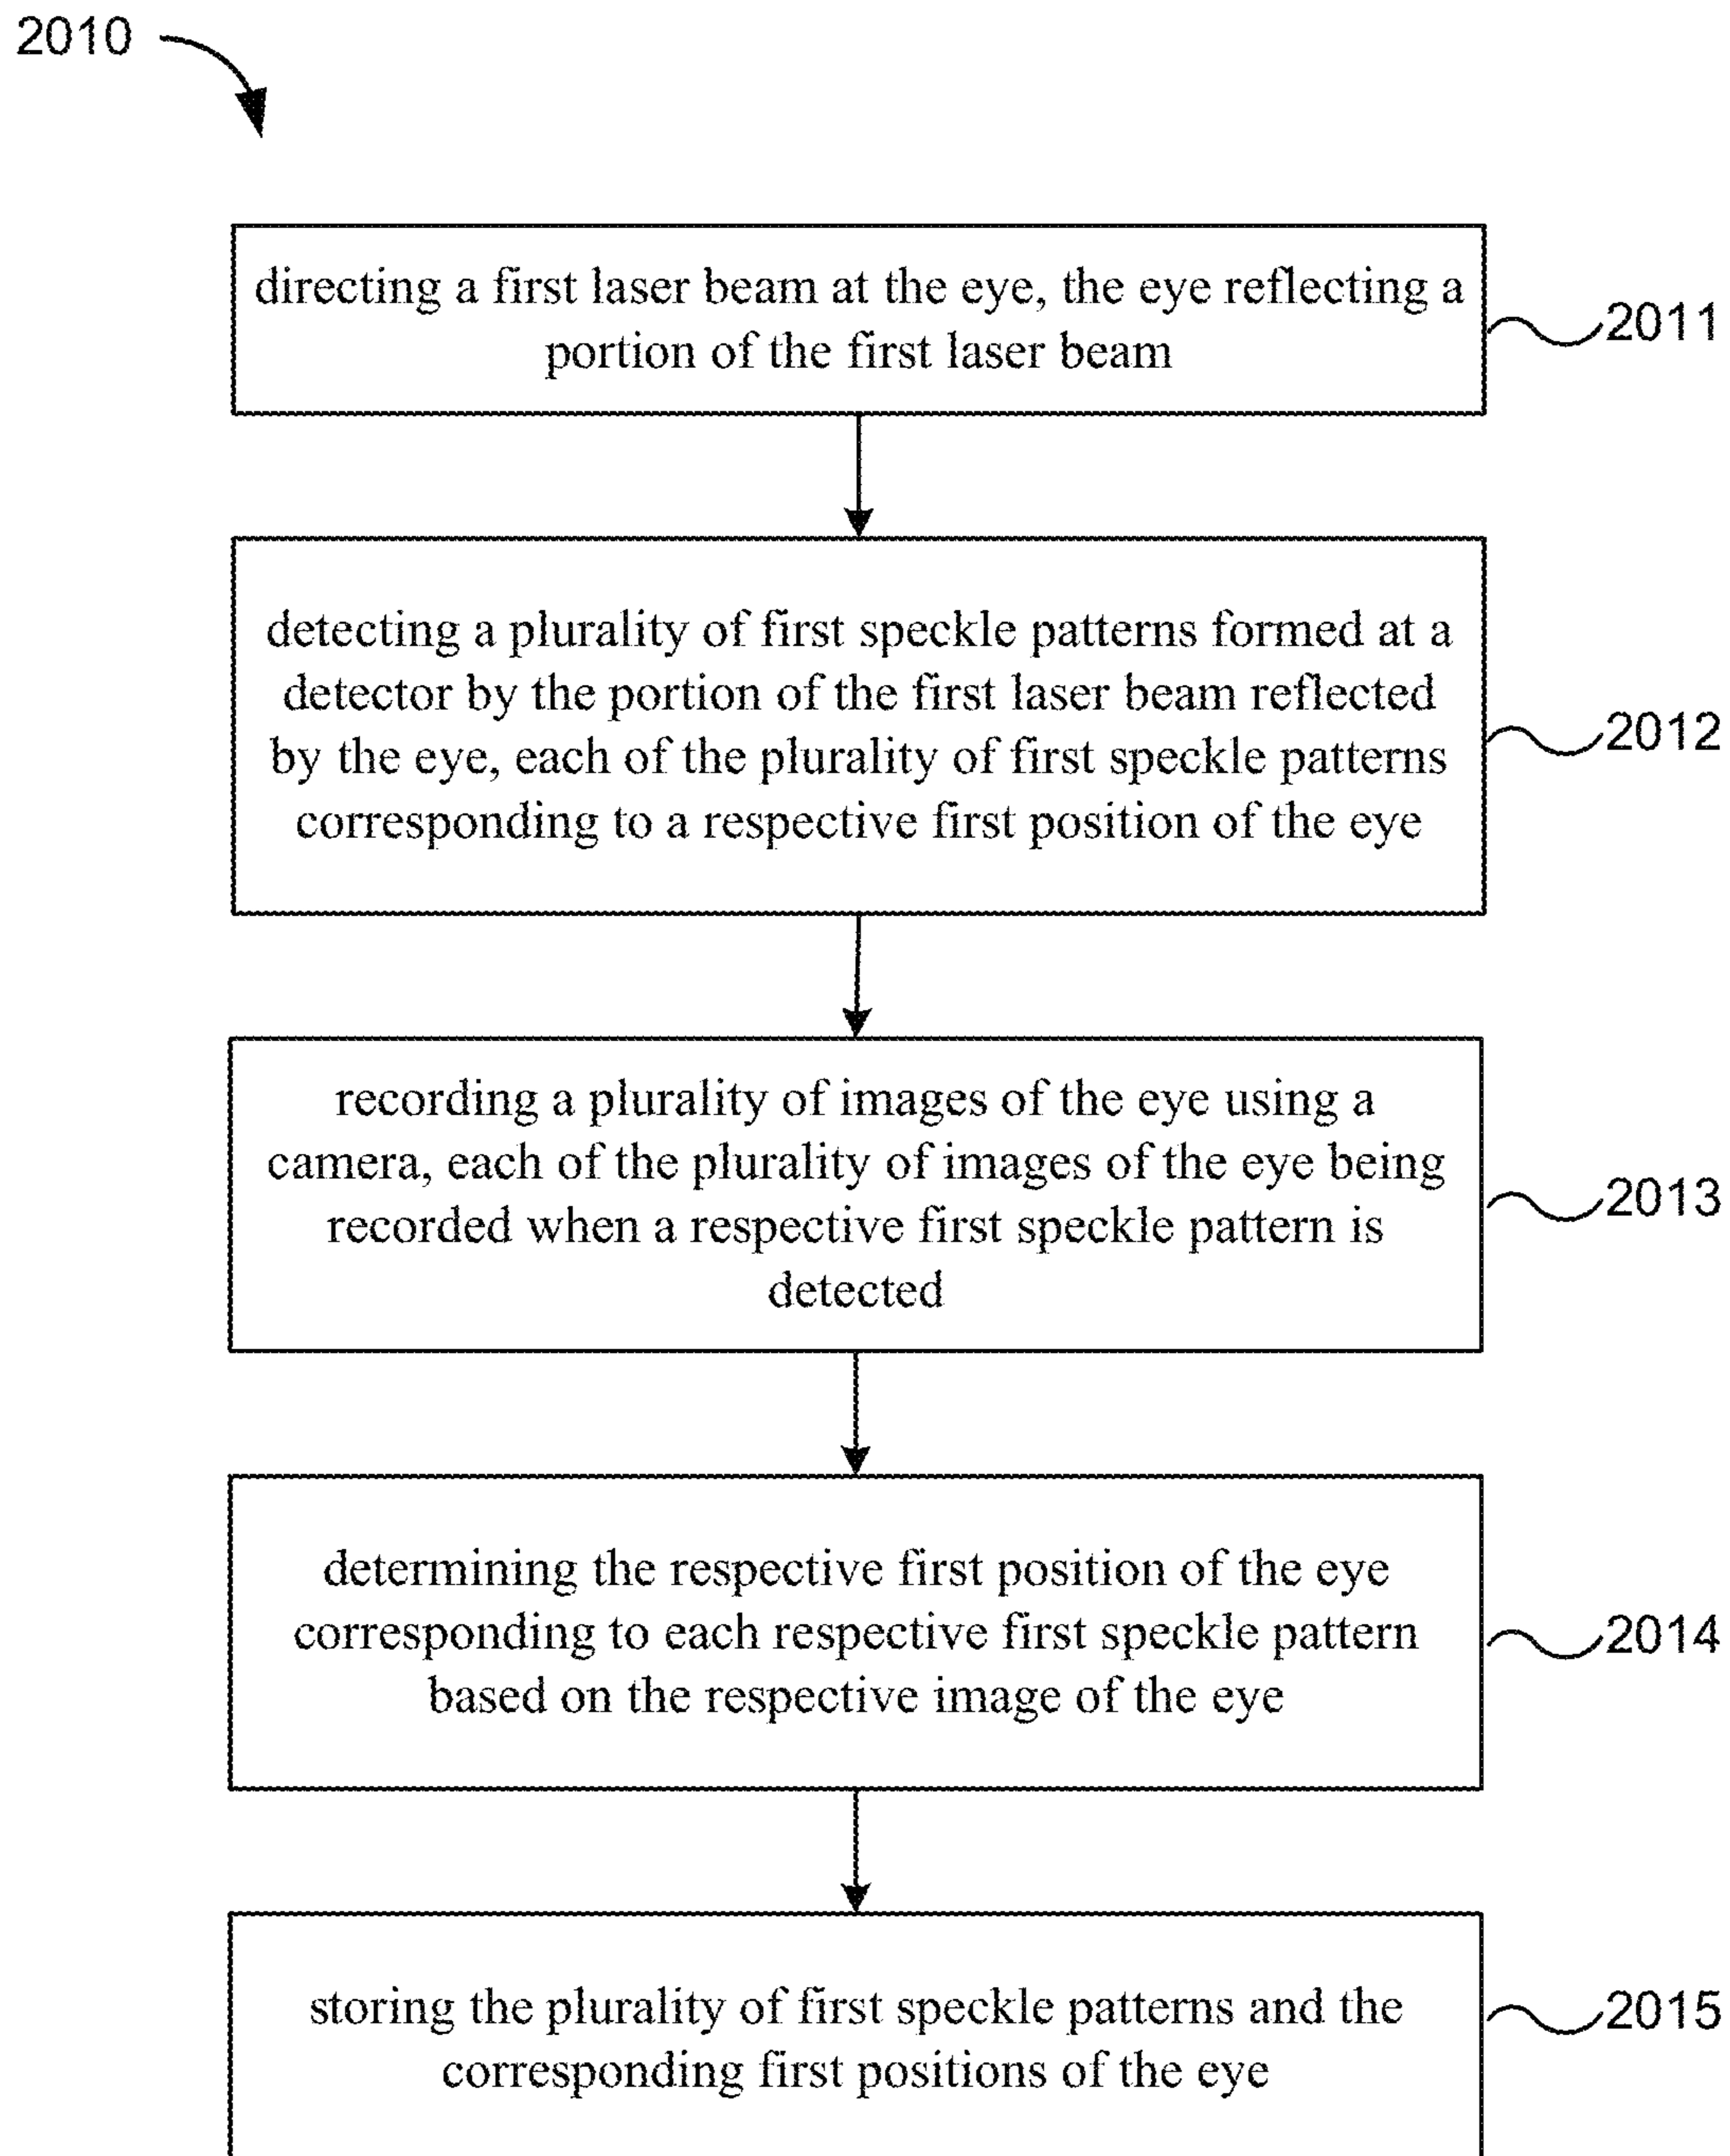 2010
directing a first laser beam at the eye, the eye reflecting a
portion of the first laser beam
2011
detecting a plurality of first speckle patterns formed at a
detector by the portion of the first laser beam reflected
by the eye, each of the plurality of first speckle patterns
corresponding to a respective first position of the eye
2012
recording a plurality of images of the eye using a
camera, each of the plurality of images of the eye being
recorded when a respective first speckle pattern is
detected
2013
determining the respective first position of the eye
corresponding to each respective first speckle pattern
based on the respective image of the eye
2014
storing the plurality of first speckle patterns and the
corresponding first positions of the eye
2015